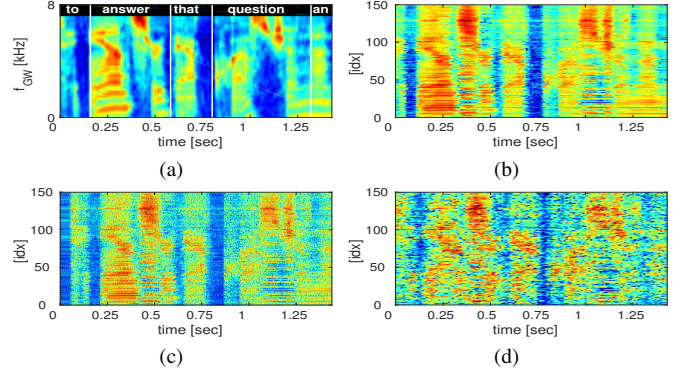 to answer that question an
8
f_GW [kHz]
0
0.25 0.5 0.75 1 1.25
time [sec]
(a)
150
100
[idx]
50
0
0 0.25 0.5 0.75 1 1.25
time [sec]
(b)
150
100
[idx]
50
0
0 0.25 0.5 0.75 1 1.25
time [sec]
(c)
150
100
[idx]
50
0
0 0.25 0.5 0.75 1 1.25
time [sec]
(d)